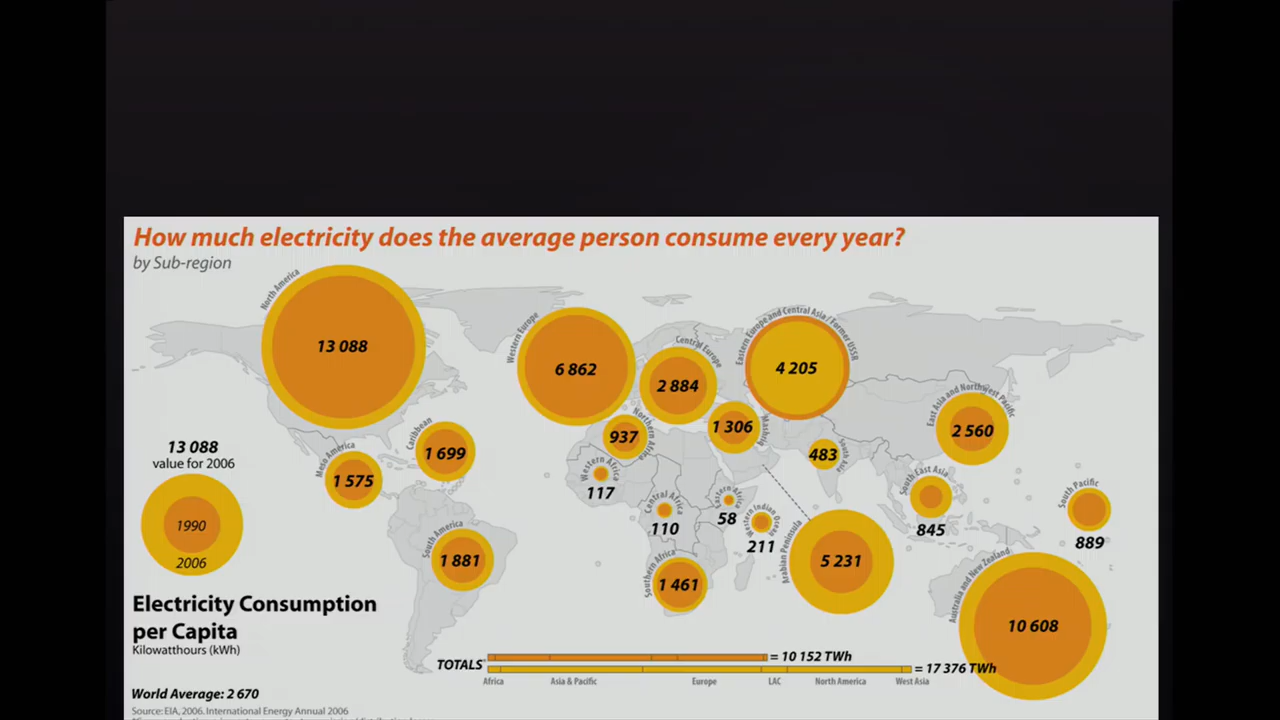 How much electricity does the average person consume every year?
by Sub-region
North America
13 088
Western Europe
6 862
Central Europe
2 884
Eastern Europe and Central Asia / Former USSR
4 205
Caribbean
1 699
Meso America
1 575
Northern Africa
937
Mashriq
1 306
South Asia
483
East Asia and Northwest Pacific
2 560
13 088
value for 2006
1990
2006
Western Africa
117
Central Africa
110
Eastern Africa
58
Western Indian Ocean
211
South East Asia
845
South Pacific
889
South America
1 881
Southern Africa
1 461
Arabian Peninsula
5 231
Australia and New Zealand
10 608
Electricity Consumption
per Capita
Kilowatthours (kWh)
TOTALS
= 10 152 TWh
= 17 376 TWh
Africa Asia & Pacific Europe LAC North America West Asia
World Average: 2 670
Source: EIA, 2006. International Energy Annual 2006